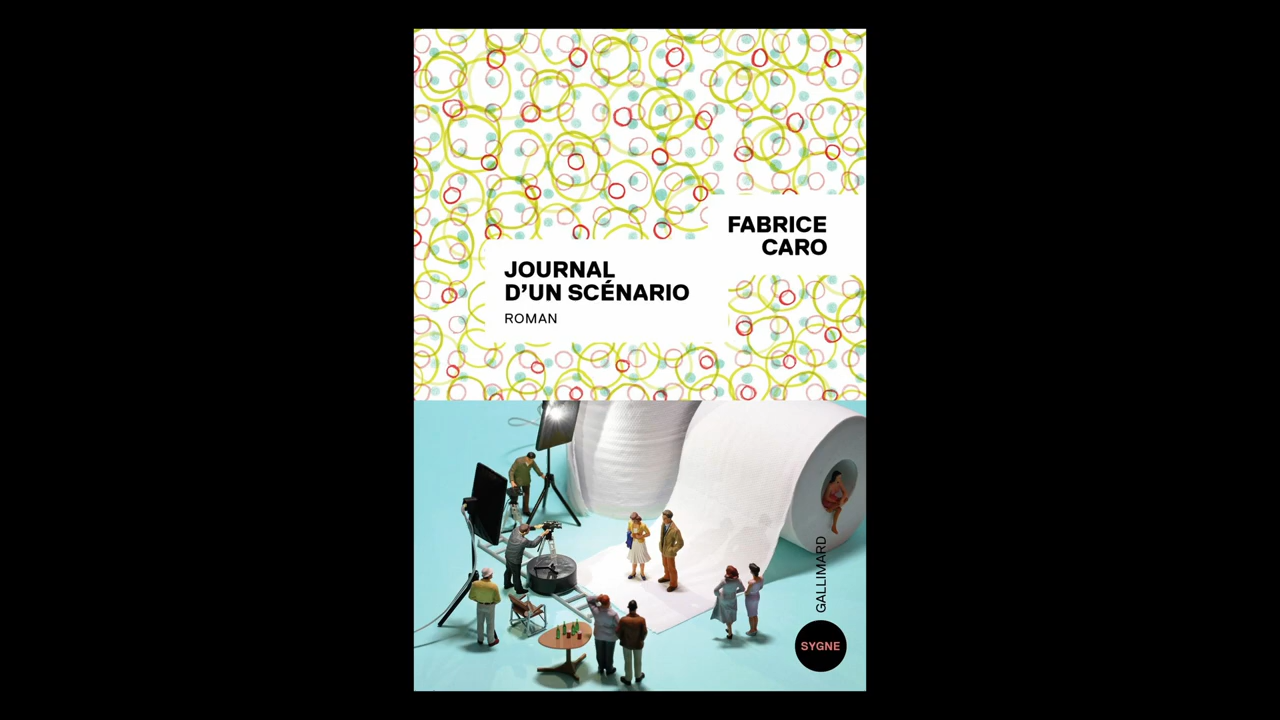 FABRICE
CARO
JOURNAL
D'UN SCÉNARIO
ROMAN
GALLIMARD
SYGNE